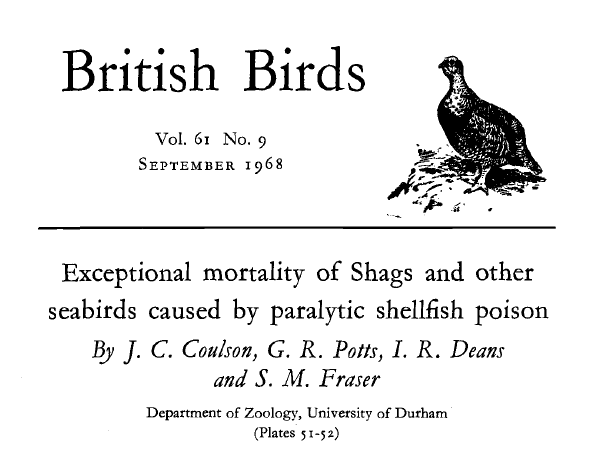 British Birds
Vol. 61 No. 9
September 1968
Exceptional mortality of Shags and other
seabirds caused by paralytic shellfish poison
By J. C. Coulson, G. R. Potts, I. R. Deans
and S. M. Fraser
Department of Zoology, University of Durham
(Plates 51-52)